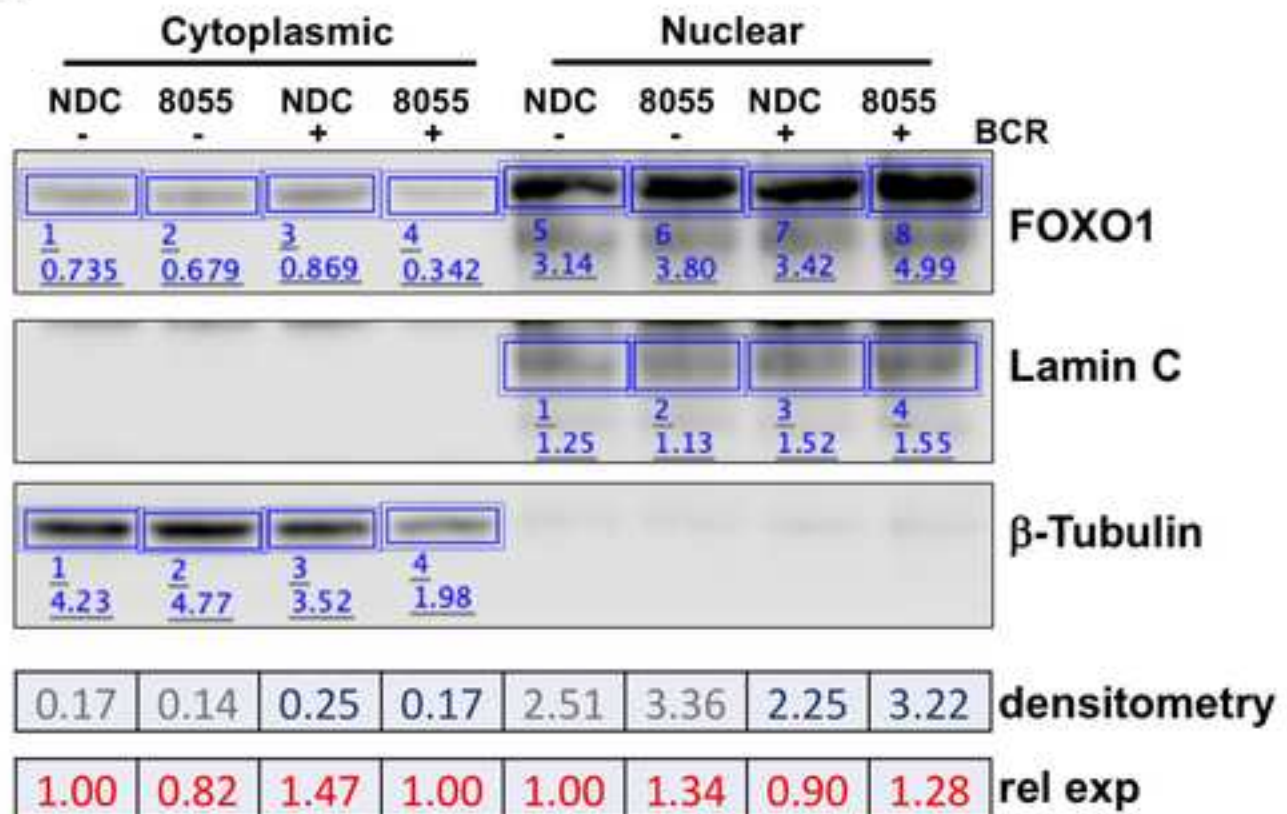 Cytoplasmic Nuclear
NDC 8055 NDC 8055 NDC 8055 NDC 8055
- - + + - - + + BCR
1 2 3 4 5 6 7 8 FOXO1
0.735 0.679 0.869 0.342 3.14 3.80 3.42 4.99
Lamin C
1 2 3 4
1.25 1.13 1.52 1.55
β-Tubulin
1 2 3 4
4.23 4.77 3.52 1.98
0.17 0.14 0.25 0.17 2.51 3.36 2.25 3.22 densitometry
1.00 0.82 1.47 1.00 1.00 1.34 0.90 1.28 rel exp